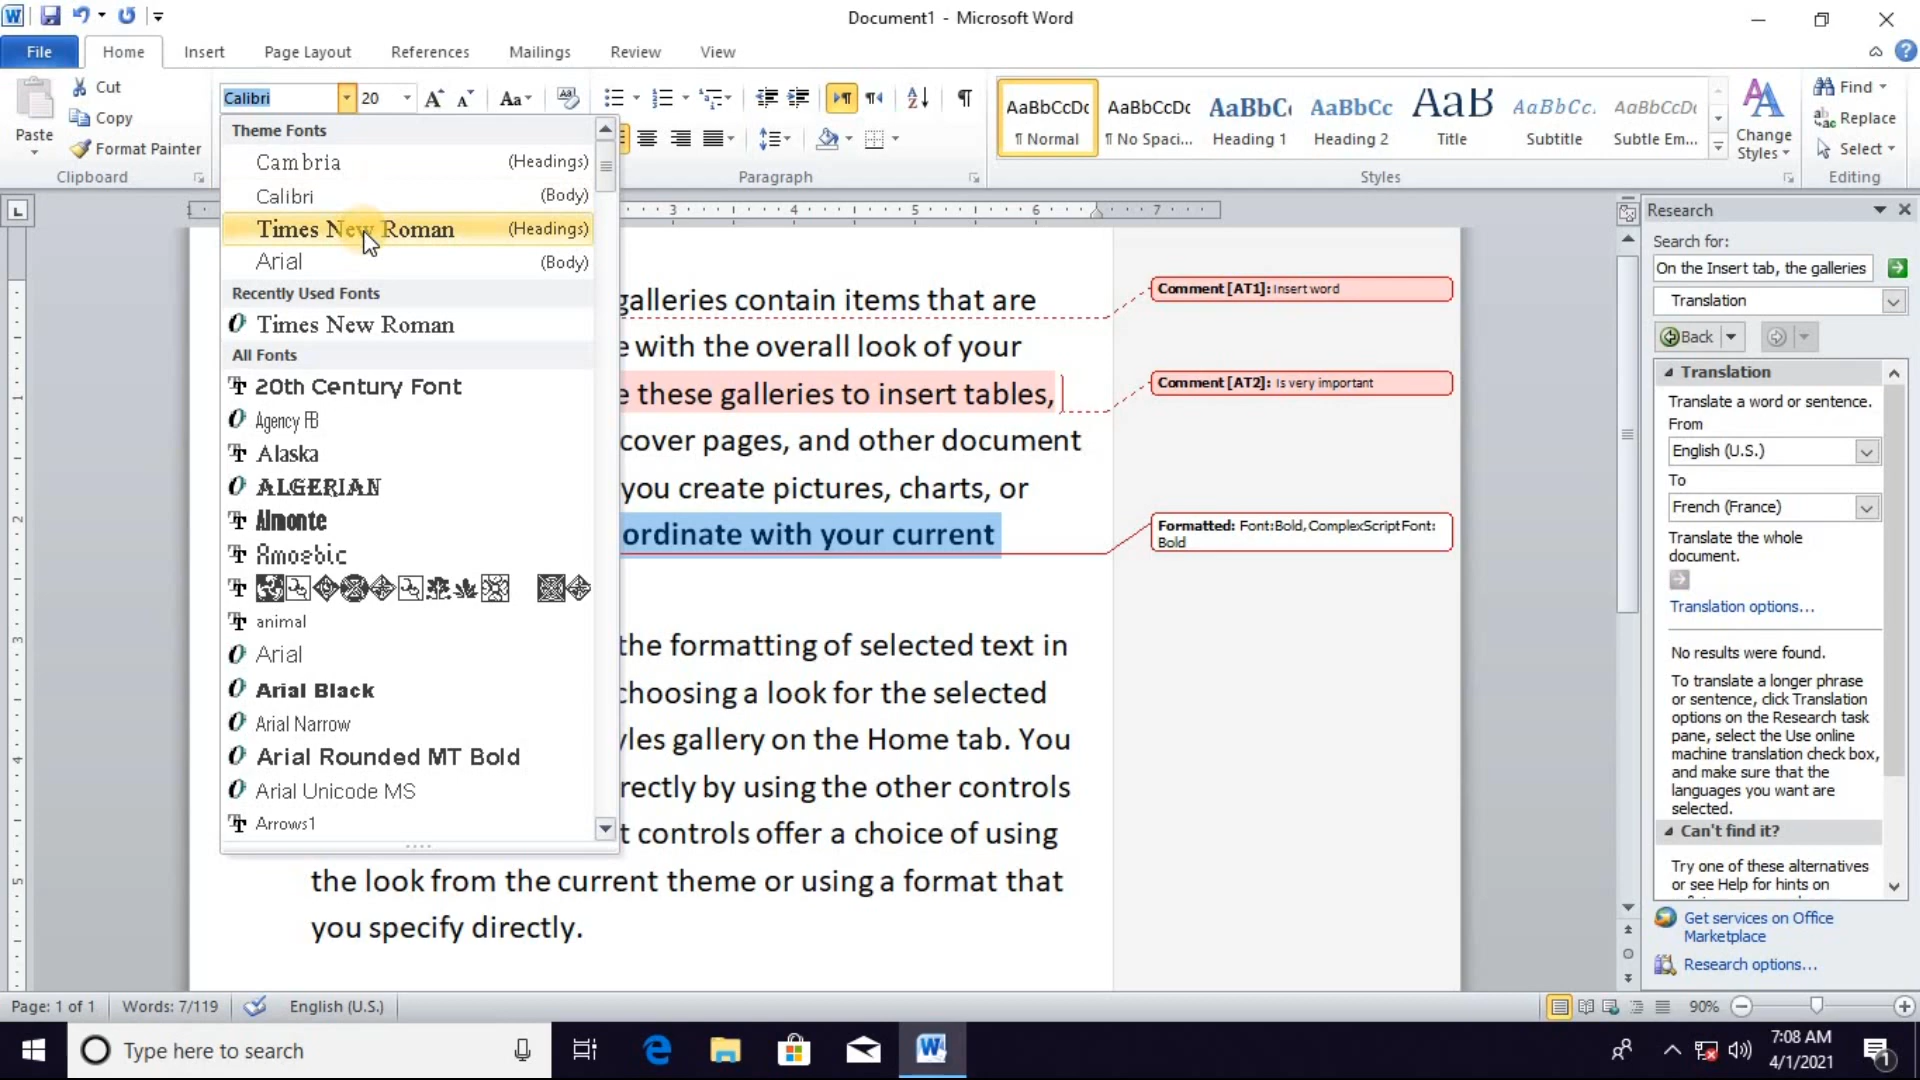 Document1 - Microsoft Word
File Home Insert Page Layout References Mailings Review View
Paste
Cut
Copy
Format Painter
Clipboard
Calibri 20
Paragraph
AaBbCcDc AaBbCcDc AaBbC AaBbCc AaB AaBbCc. AaBbCcDc
¶ Normal ¶ No Spaci... Heading 1 Heading 2 Title Subtitle Subtle Em...
Change Styles
Styles
Find
Replace
Select
Editing
Theme Fonts
Cambria (Headings)
Calibri (Body)
Times New Roman (Headings)
Arial (Body)
Recently Used Fonts
Times New Roman
All Fonts
20th Century Font
Agency FB
Alaska
ALGERIAN
Almonte
Amoebic
animal
Arial
Arial Black
Arial Narrow
Arial Rounded MT Bold
Arial Unicode MS
Arrows1
1 3 4 5 6 7
galleries contain items that are
e with the overall look of your
e these galleries to insert tables,
cover pages, and other document
you create pictures, charts, or
ordinate with your current
the formatting of selected text in
choosing a look for the selected
yles gallery on the Home tab. You
rectly by using the other controls
t controls offer a choice of using
the look from the current theme or using a format that
you specify directly.
Comment [AT1]: Insert word
Comment [AT2]: Is very important
Formatted: Font: Bold, Complex Script Font:
Bold
Research
Search for:
On the Insert tab, the galleries
Translation
Back
Translation
Translate a word or sentence.
From
English (U.S.)
To
French (France)
Translate the whole
document.
Translation options...
No results were found.
To translate a longer phrase
or sentence, click Translation
options on the Research task
pane, select the Use online
machine translation check box,
and make sure that the
languages you want are
selected.
Can't find it?
Try one of these alternatives
or see Help for hints on
Get services on Office
Marketplace
Research options...
Page: 1 of 1 Words: 7/119 English (U.S.) 90%
Type here to search
7:08 AM
4/1/2021
1